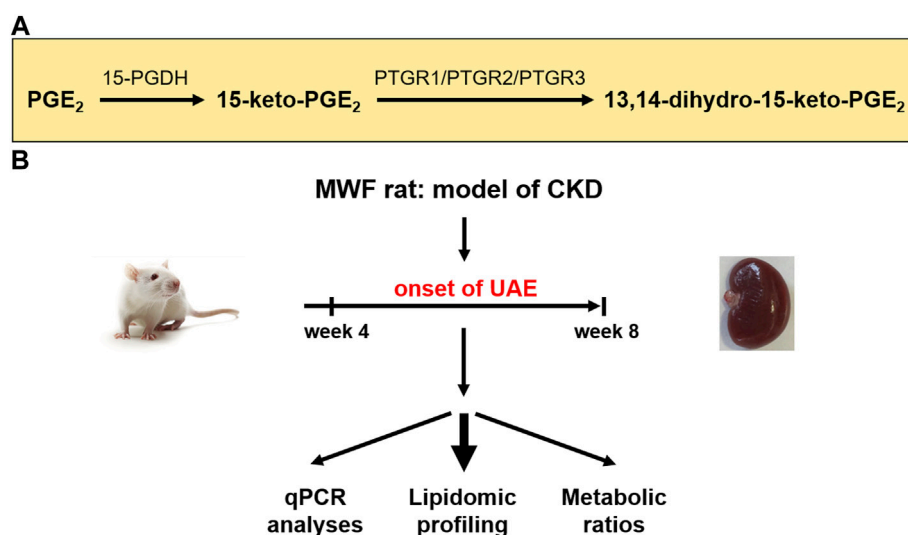 A
15-PGDH PTGR1/PTGR2/PTGR3
PGE₂ 15-keto-PGE₂ 13,14-dihydro-15-keto-PGE₂
B
MWF rat: model of CKD
onset of UAE
week 4 week 8
qPCR Lipidomic Metabolic
analyses profiling ratios